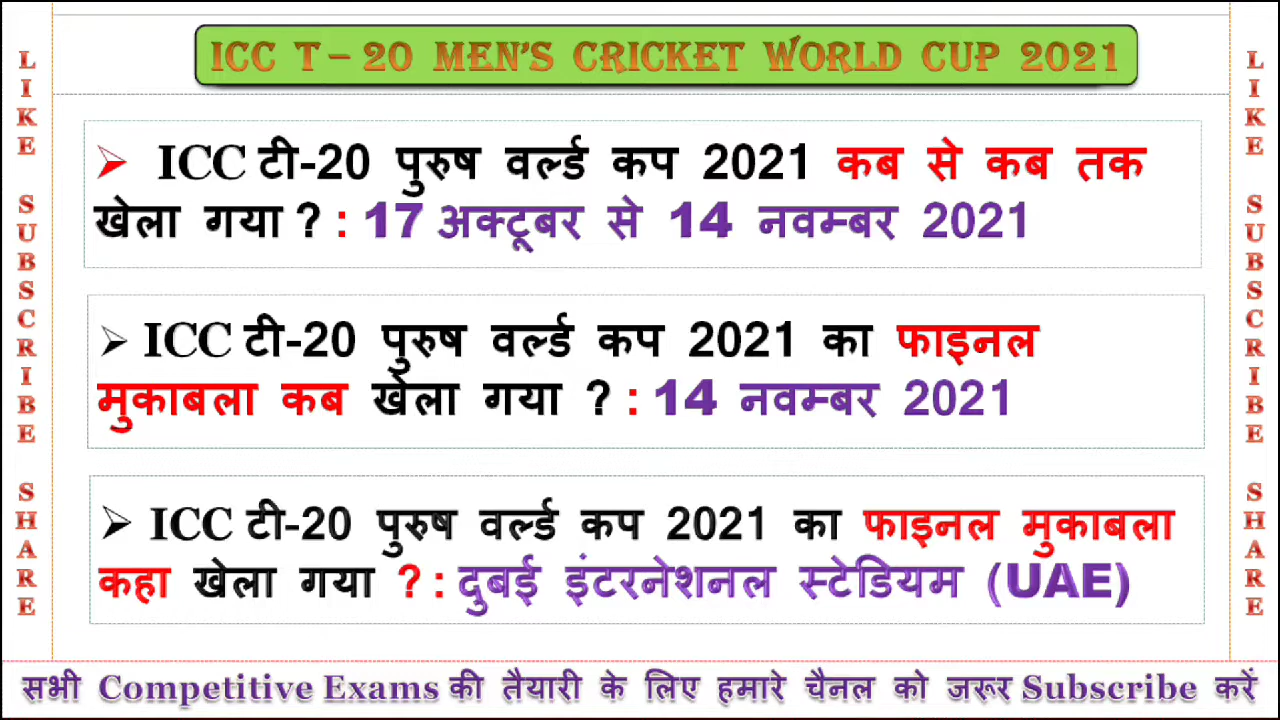 ICC T – 20 MEN'S CRICKET WORLD CUP 2021
LIKE SUBSCRIBE SHARE
➢ ICC टी-20 पुरुष वर्ल्ड कप 2021 कब से कब तक
खेला गया ? : 17 अक्टूबर से 14 नवम्बर 2021
➢ ICC टी-20 पुरुष वर्ल्ड कप 2021 का फाइनल
मुकाबला कब खेला गया ? : 14 नवम्बर 2021
➢ ICC टी-20 पुरुष वर्ल्ड कप 2021 का फाइनल मुकाबला
कहा खेला गया ? : दुबई इंटरनेशनल स्टेडियम (UAE)
LIKE SUBSCRIBE SHARE
सभी Competitive Exams की तैयारी के लिए हमारे चैनल को जरूर Subscribe करें